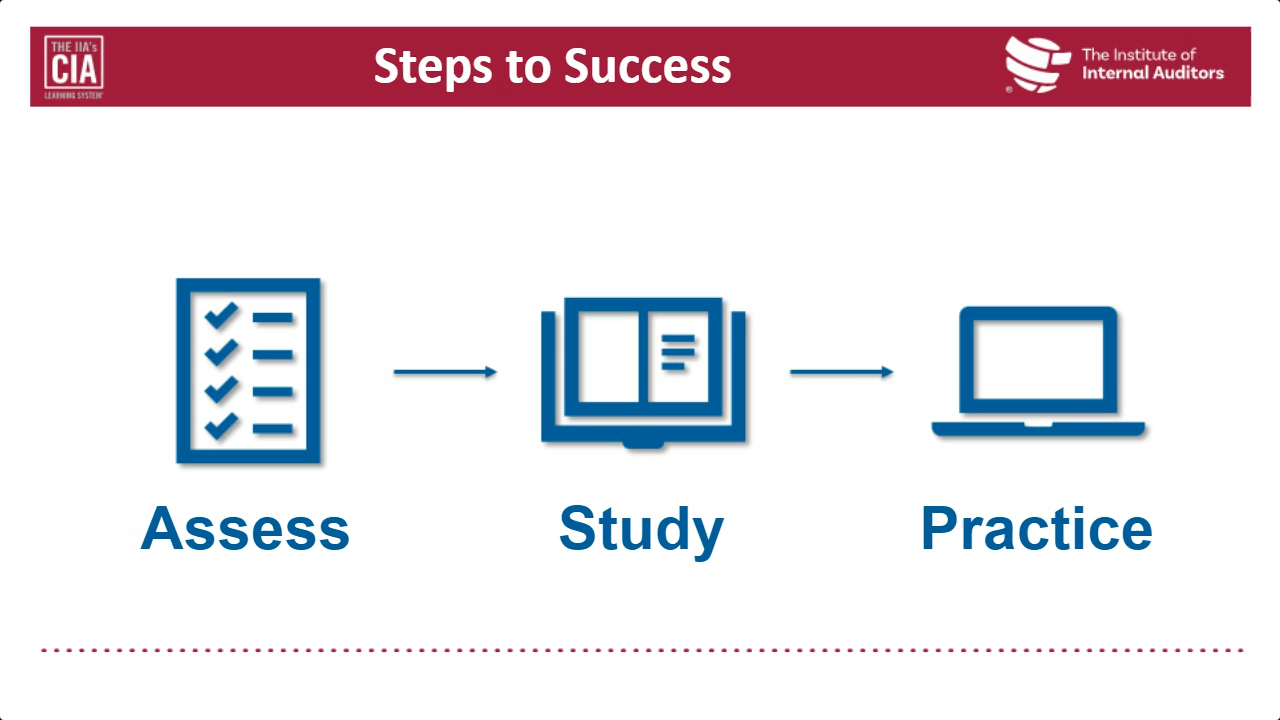 THE IIA's
CIA
LEARNING SYSTEM
Steps to Success
The Institute of
Internal Auditors
®
Assess
Study
Practice